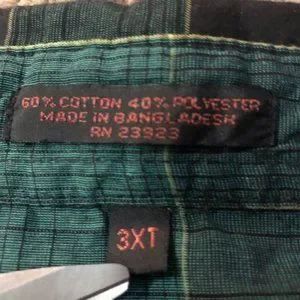 60% COTTON 40% POLYESTER
MADE IN BANGLADESH
RN 23923
3XT